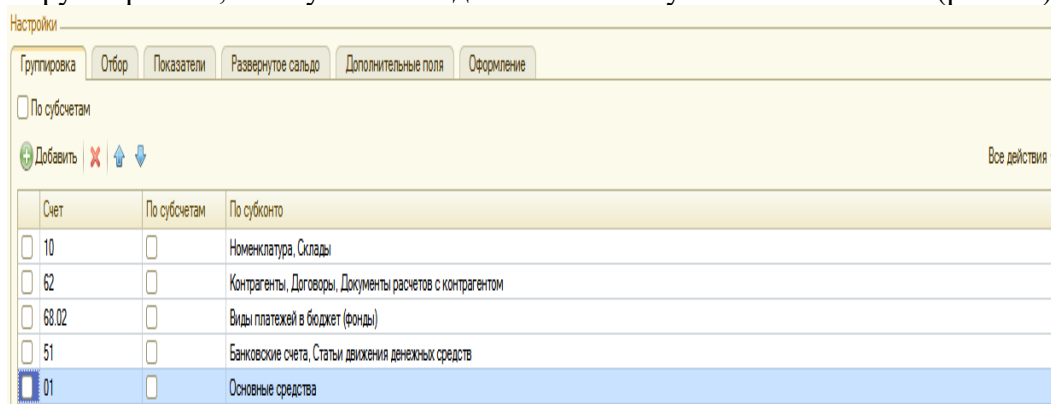 Настройки
Группировка Отбор Показатели Развернутое сальдо Дополнительные поля Оформление
По субсчетам
Добавить Все действия
Счет По субсчетам По субконто
10 Номенклатура, Склады
62 Контрагенты, Договоры, Документы расчетов с контрагентом
68.02 Виды платежей в бюджет (фонды)
51 Банковские счета, Статьи движения денежных средств
01 Основные средства